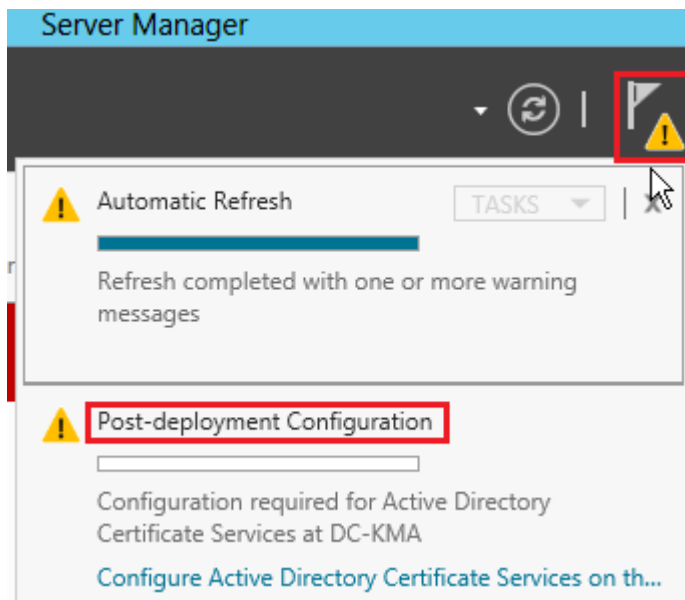 Server Manager
Automatic Refresh
TASKS
Refresh completed with one or more warning
messages
Post-deployment Configuration
Configuration required for Active Directory
Certificate Services at DC-KMA
Configure Active Directory Certificate Services on th...